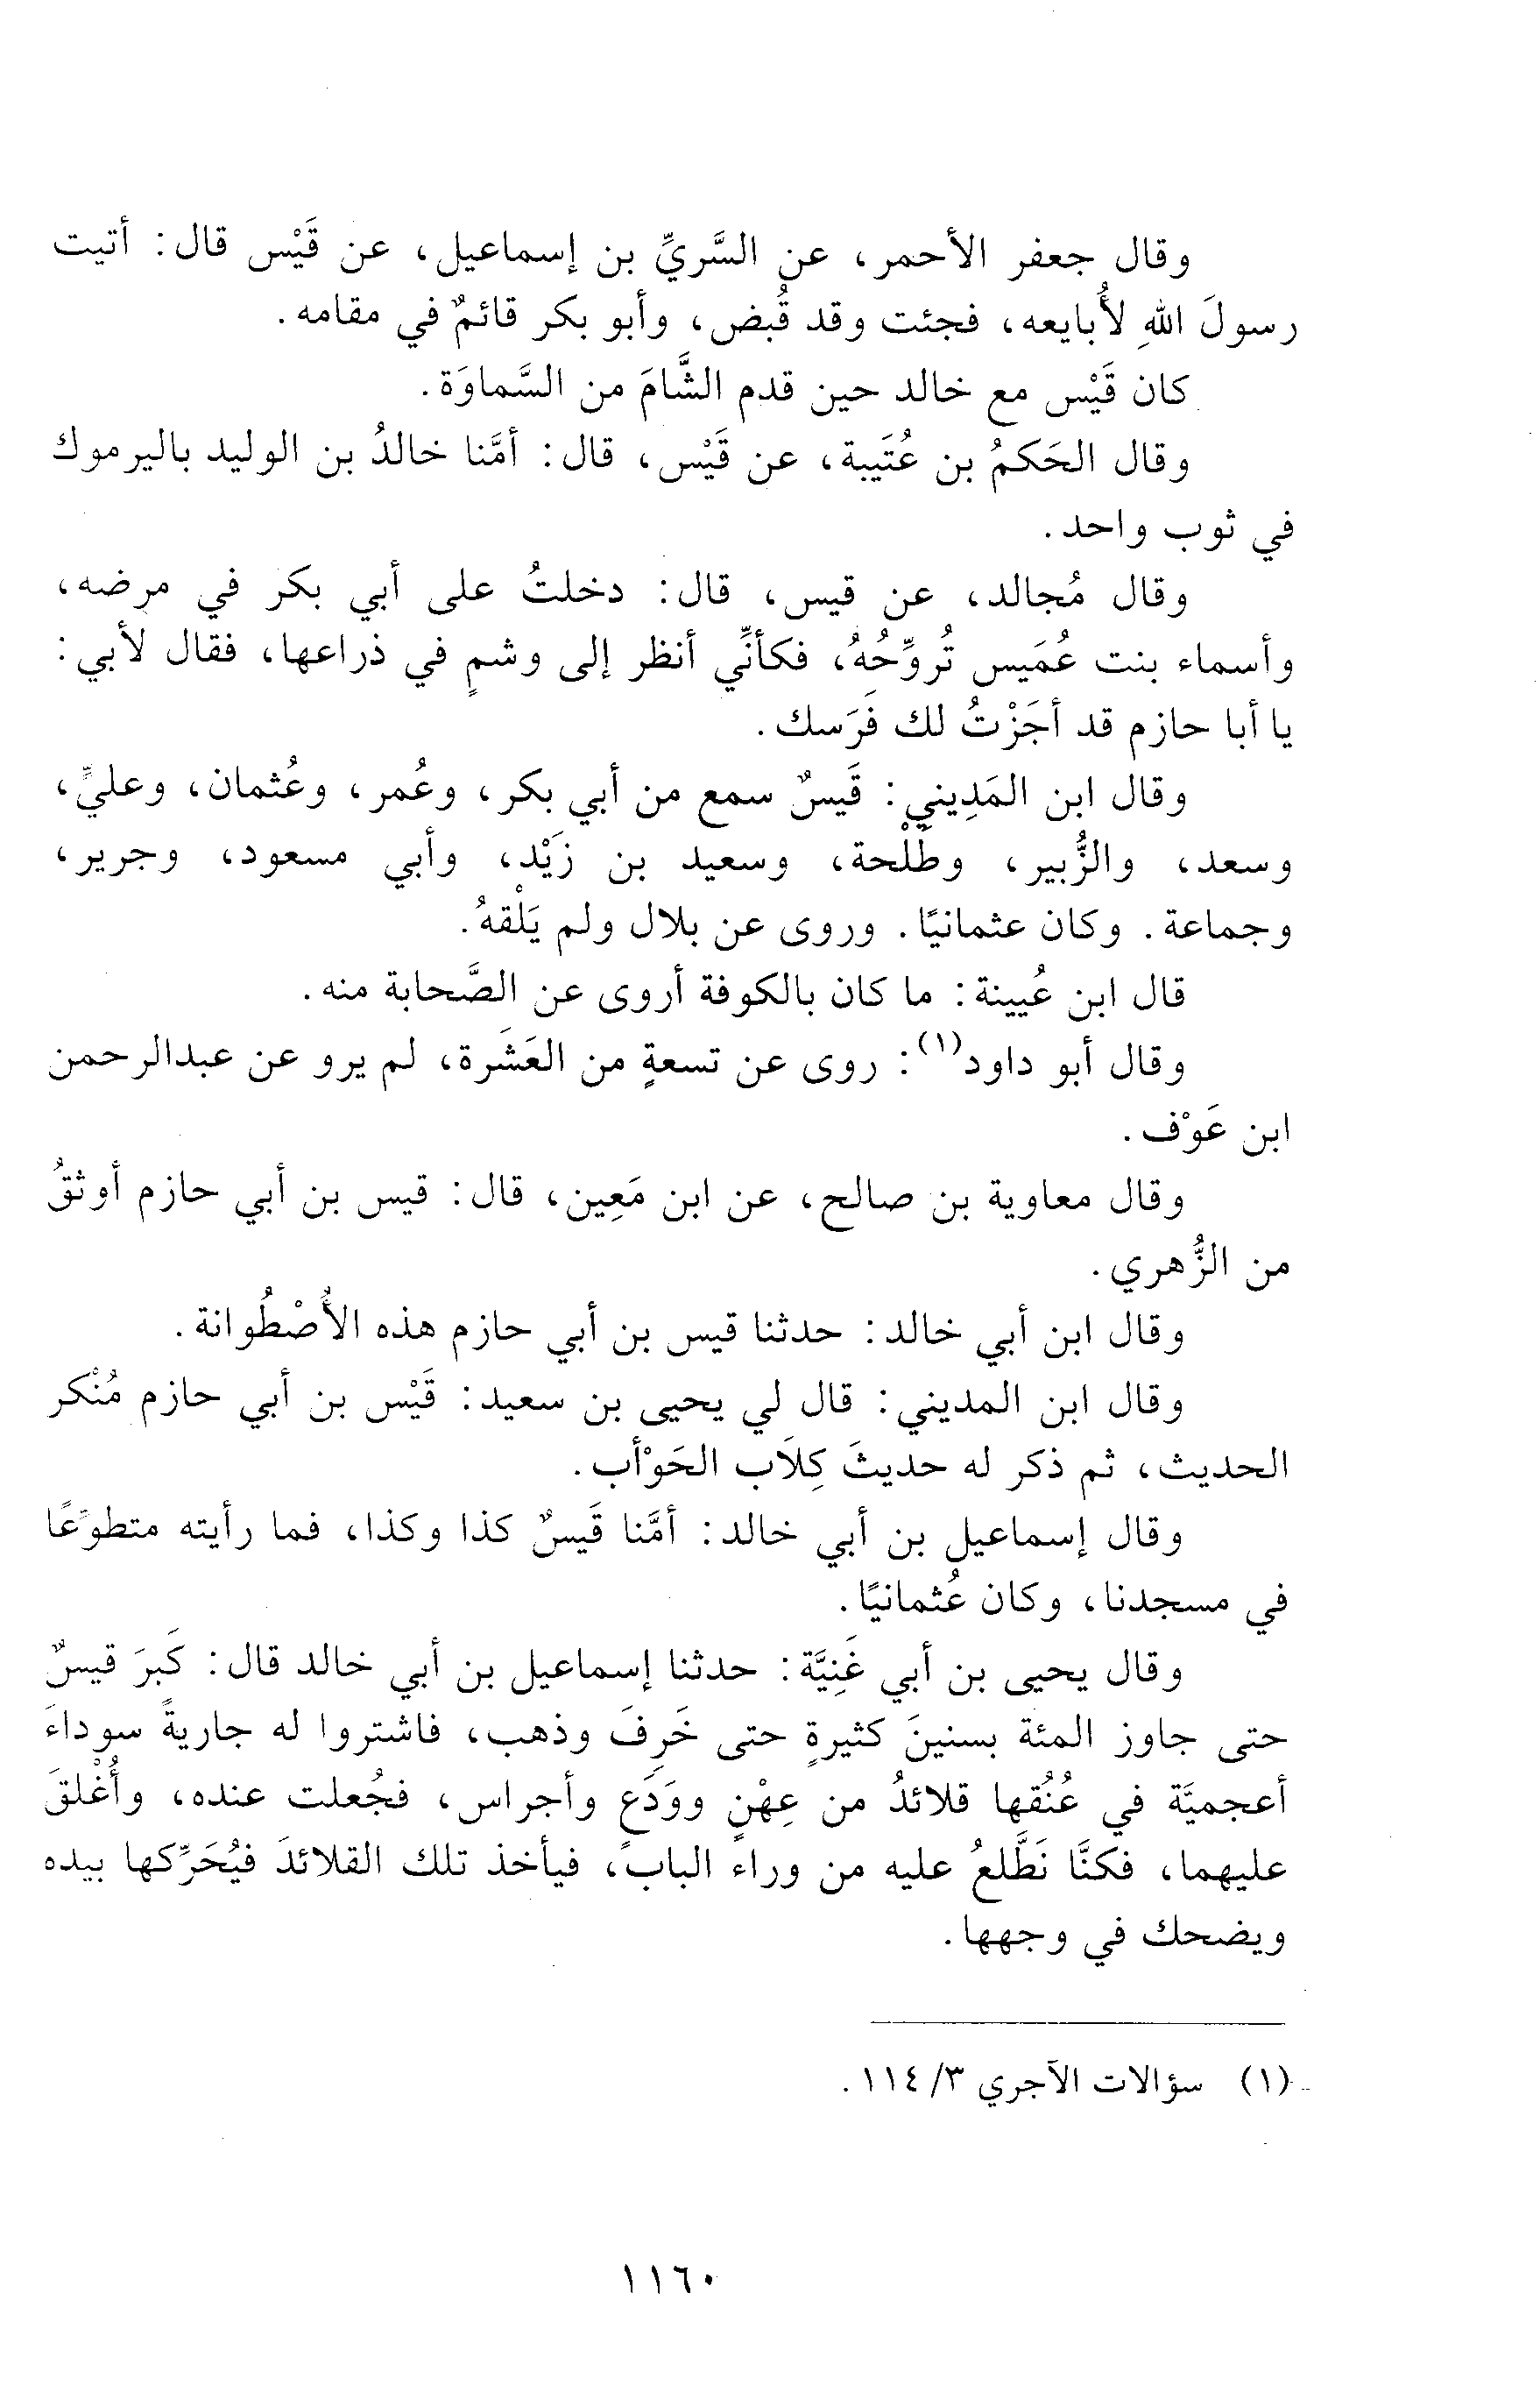 وقال جعفر الأحمر، عن السَّريِّ بن إسماعيل، عن قَيْس قال: أتيت
رسولَ اللهِ لأُبايعه، فجئت وقد قُبض، وأبو بكر قائمٌ في مقامه.
كان قَيْس مع خالد حين قدم الشَّامَ من السَّماوَة.
وقال الحَكمُ بن عُتَيبة، عن قَيْس، قال: أمَّنا خالدُ بن الوليد باليرموك
في ثوب واحد.
وقال مُجالد، عن قيس، قال: دخلتُ على أبي بكر في مرضه،
وأسماء بنت عُمَيس تُروِّحُهُ، فكأنِّي أنظر إلى وشمٍ في ذراعها، فقال لأبي:
يا أبا حازم قد أجَزْتُ لك فَرَسك.
وقال ابن المَدِيني: قَيسٌ سمع من أبي بكر، وعُمر، وعُثمان، وعليٍّ،
وسعد، والزُّبير، وطَلْحة، وسعيد بن زَيْد، وأبي مسعود، وجرير،
وجماعة. وكان عثمانيًا. وروى عن بلال ولم يَلْقهُ.
قال ابن عُيينة: ما كان بالكوفة أروى عن الصَّحابة منه.
وقال أبو داود(١): روى عن تسعةٍ من العَشَرة، لم يرو عن عبدالرحمن
ابن عَوْف.
وقال معاوية بن صالح، عن ابن مَعِين، قال: قيس بن أبي حازم أوثقُ
من الزُّهري.
وقال ابن أبي خالد: حدثنا قيس بن أبي حازم هذه الأُصْطُوانة.
وقال ابن المديني: قال لي يحيى بن سعيد: قَيْس بن أبي حازم مُنْكر
الحديث، ثم ذكر له حديثَ كِلاَب الحَوْأب.
وقال إسماعيل بن أبي خالد: أمَّنا قَيسٌ كذا وكذا، فما رأيته متطوِّعًا
في مسجدنا، وكان عُثمانيًا.
وقال يحيى بن أبي غَنِيَّة: حدثنا إسماعيل بن أبي خالد قال: كَبرَ قيسٌ
حتى جاوز المئة بسنينَ كثيرةٍ حتى خَرِفَ وذهب، فاشتروا له جاريةً سوداءَ
أعجميَّة في عُنُقها قلائدُ من عِهْنٍ ووَدَع وأجراس، فجُعلت عنده، وأُغْلقَ
عليهما، فكنَّا نَطَّلعُ عليه من وراء الباب، فيأخذ تلك القلائدَ فيُحَرِّكها بيده
ويضحك في وجهها.
(١) سؤالات الآجري ٣/ ١١٤.
١١٦٠